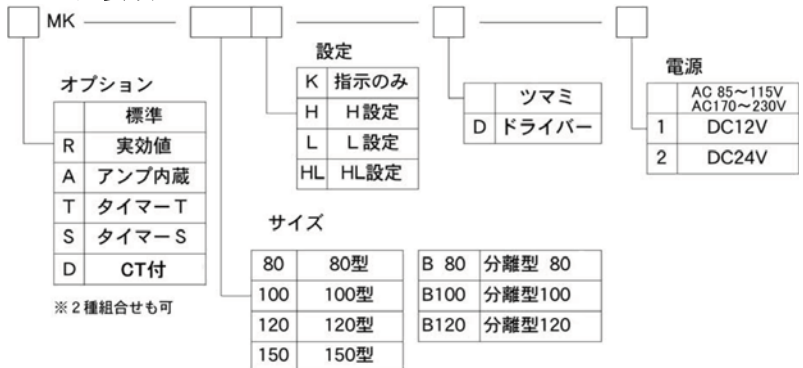 MK
オプション
標準
R 実効値
A アンプ内蔵
T タイマーT
S タイマーS
D CT付
※2種組合せも可
設定
K 指示のみ
H H設定
L L設定
HL HL設定
サイズ
80 80型
100 100型
120 120型
150 150型
B 80 分離型 80
B100 分離型100
B120 分離型120
ツマミ
D ドライバー
電源
AC 85～115V
AC170～230V
1 DC12V
2 DC24V